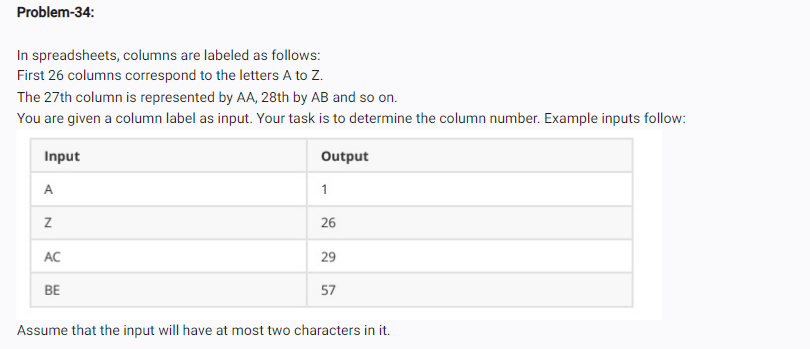 Problem-34:
In spreadsheets, columns are labeled as follows:
First 26 columns correspond to the letters A to Z.
The 27th column is represented by AA, 28th by AB and so on.
You are given a column label as input. Your task is to determine the column number. Example inputs follow:
Input Output
A 1
Z 26
AC 29
BE 57
Assume that the input will have at most two characters in it.